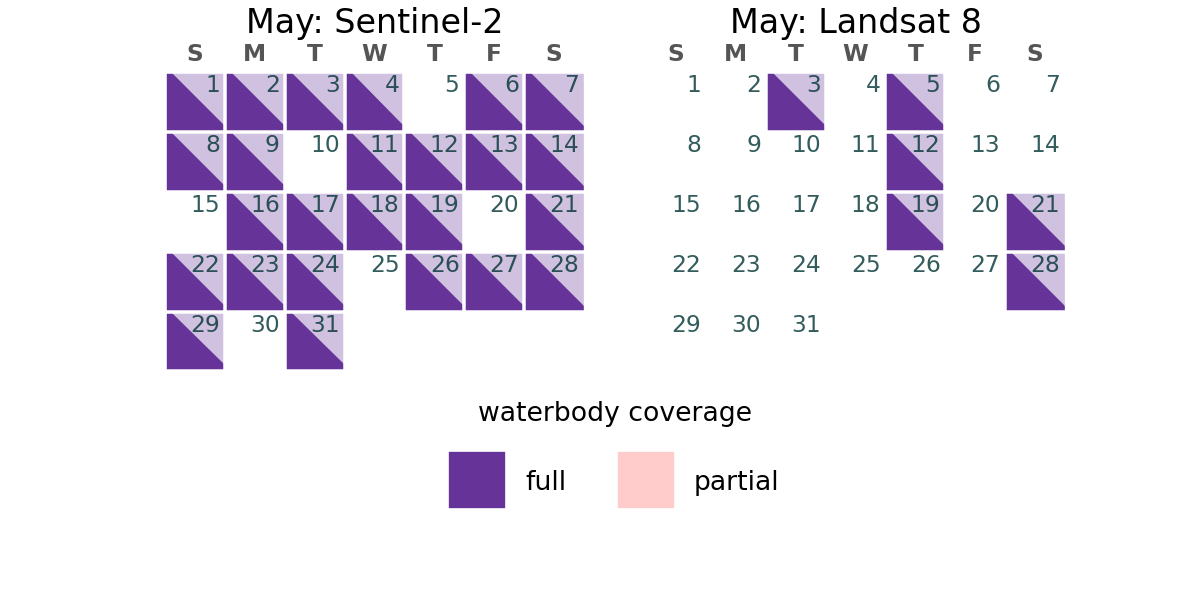 May: Sentinel-2
S M T W T F S
1 2 3 4 5 6 7
8 9 10 11 12 13 14
15 16 17 18 19 20 21
22 23 24 25 26 27 28
29 30 31
May: Landsat 8
S M T W T F S
1 2 3 4 5 6 7
8 9 10 11 12 13 14
15 16 17 18 19 20 21
22 23 24 25 26 27 28
29 30 31
waterbody coverage
full
partial